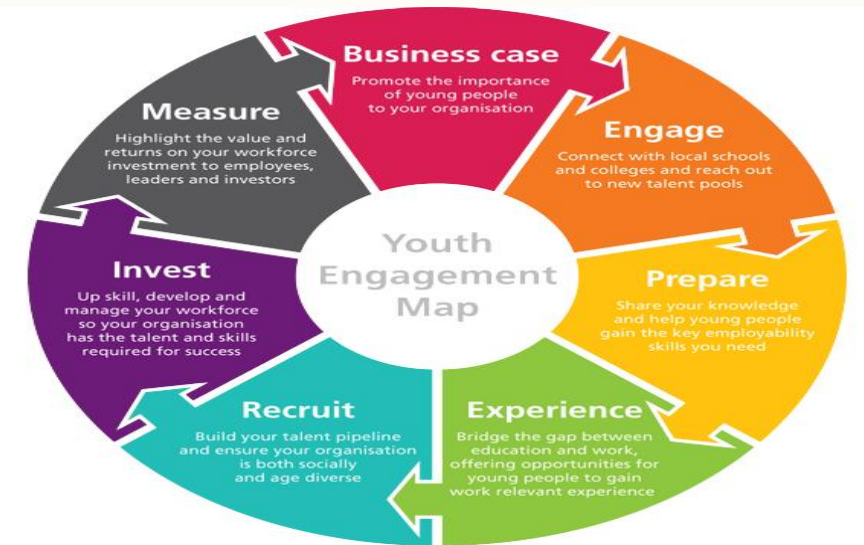 Business case
Promote the importance
of young people
to your organisation
Engage
Connect with local schools
and colleges and reach out
to new talent pools
Prepare
Share your knowledge
and help young people
gain the key employability
skills you need
Experience
Bridge the gap between
education and work,
offering opportunities for
young people to gain
work relevant experience
Recruit
Build your talent pipeline
and ensure your organisation
is both socially
and age diverse
Invest
Up skill, develop and
manage your workforce
so your organisation
has the talent and skills
required for success
Measure
Highlight the value and
returns on your workforce
investment to employees,
leaders and investors
Youth
Engagement
Map